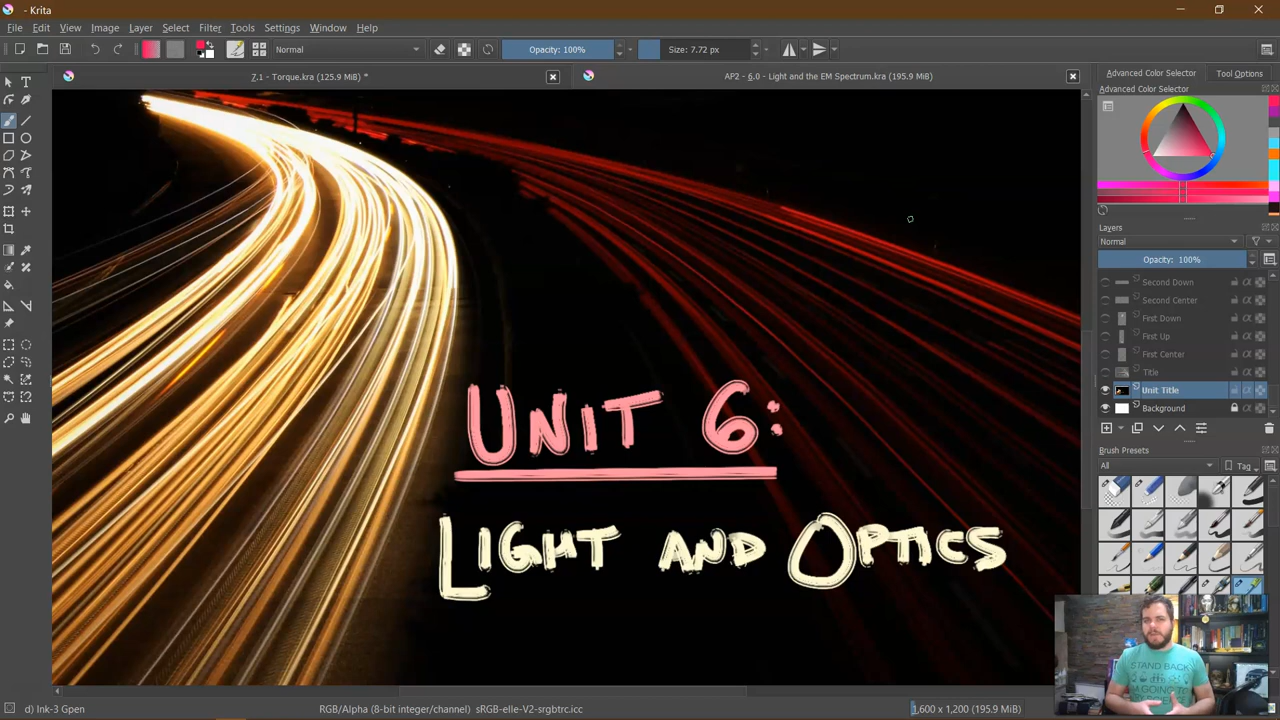 - Krita
File Edit View Image Layer Select Filter Tools Settings Window Help
Normal Opacity: 100% Size: 7.72 px
7.1 - Torque.kra (125.9 MiB) *
AP2 - 6.0 - Light and the EM Spectrum.kra (195.9 MiB)
Advanced Color Selector Tool Options
Advanced Color Selector
Layers
Normal
Opacity: 100%
Second Down
Second Center
First Down
First Up
First Center
Title
Unit Title
Background
Brush Presets
All Tag
UNIT 6:
LIGHT AND OPTICS
STAND BACK
I'M GOING TO
d) Ink-3 Gpen RGB/Alpha (8-bit integer/channel) sRGB-elle-V2-srgbtrc.icc 1,600 x 1,200 (195.9 MiB)